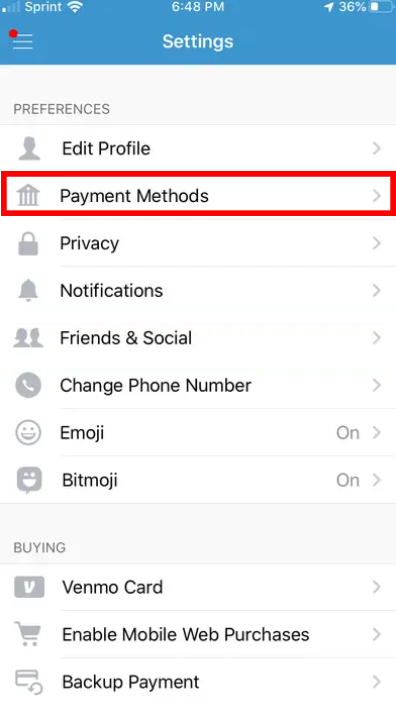 Sprint 6:48 PM 36%
Settings
PREFERENCES
Edit Profile
Payment Methods
Privacy
Notifications
Friends & Social
Change Phone Number
Emoji On
Bitmoji On
BUYING
V Venmo Card
Enable Mobile Web Purchases
Backup Payment